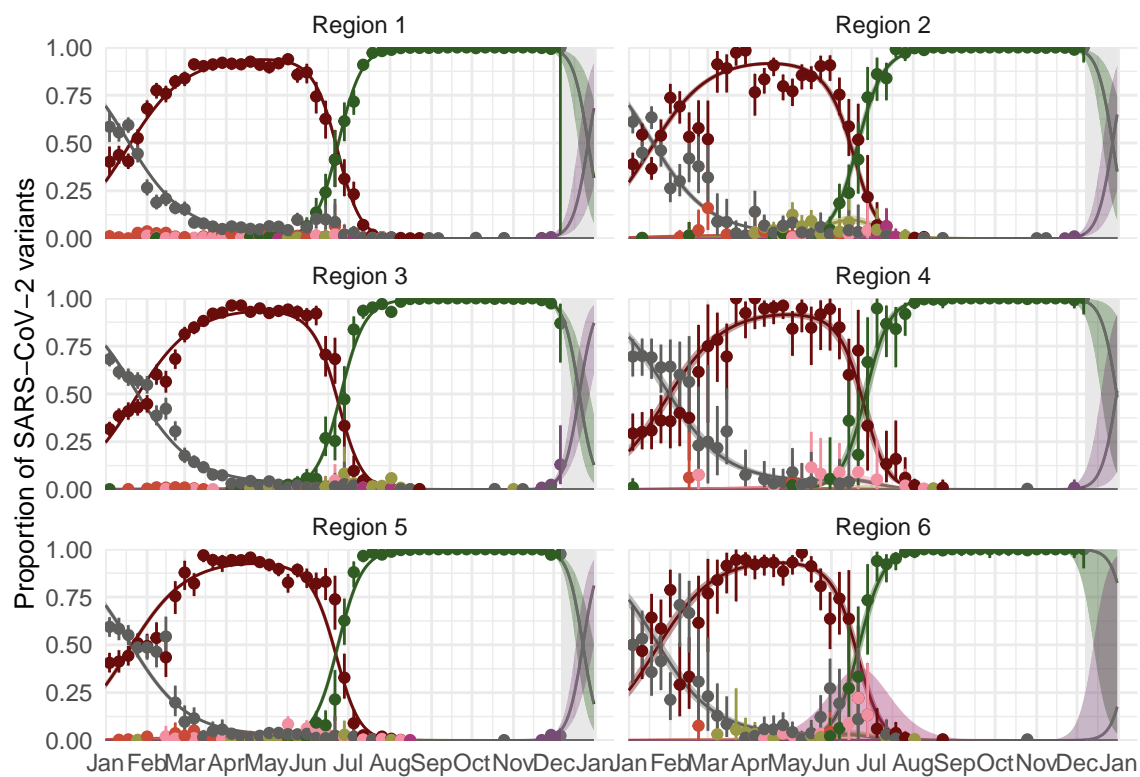 Region 1
Region 2
1.00
0.75
0.50
0.25
0.00
Region 3
Region 4
1.00
0.75
0.50
0.25
0.00
Region 5
Region 6
1.00
0.75
0.50
0.25
0.00
Proportion of SARS−CoV−2 variants
Jan Feb Mar Apr May Jun Jul Aug Sep Oct Nov Dec Jan
Jan Feb Mar Apr May Jun Jul Aug Sep Oct Nov Dec Jan